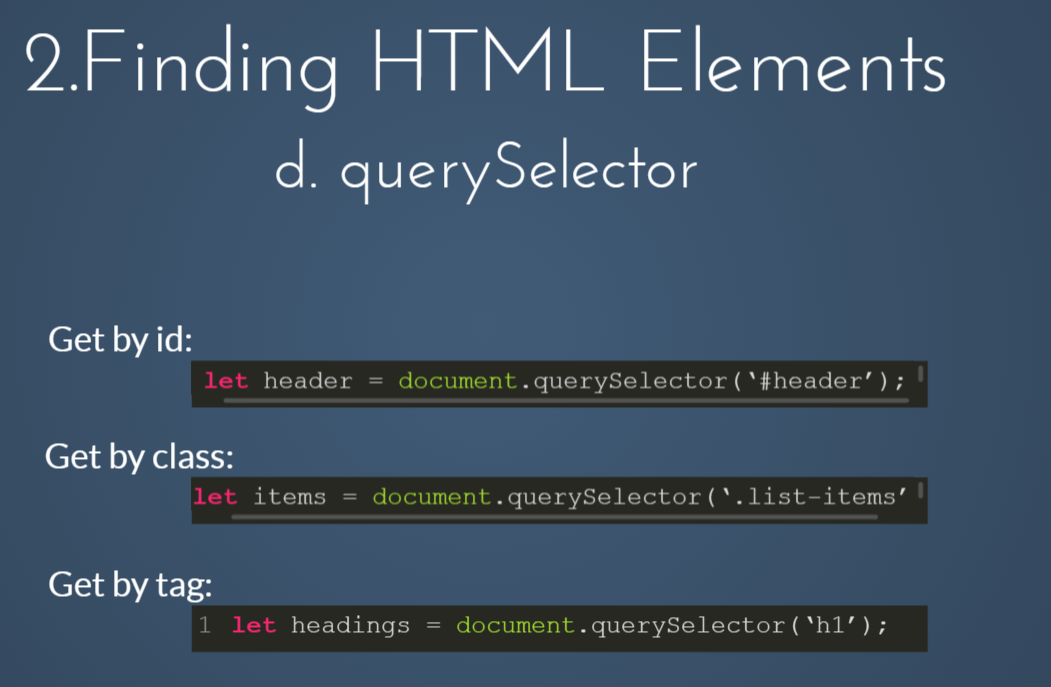 2.Finding HTML Elements
d. querySelector
Get by id:
let header = document.querySelector(‘#header’);
Get by class:
let items = document.querySelector(‘.list-items’
Get by tag:
1 let headings = document.querySelector(‘h1’);